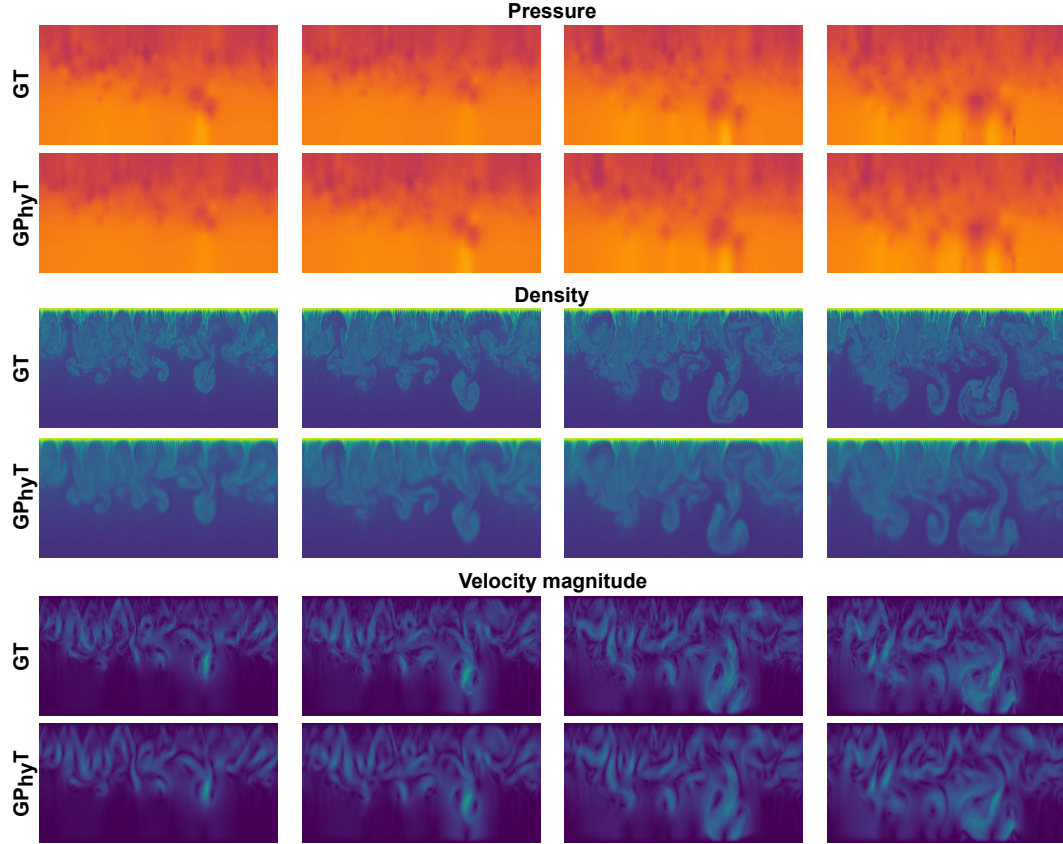 Pressure
GT
GPhyT
Density
GT
GPhyT
Velocity magnitude
GT
GPhyT